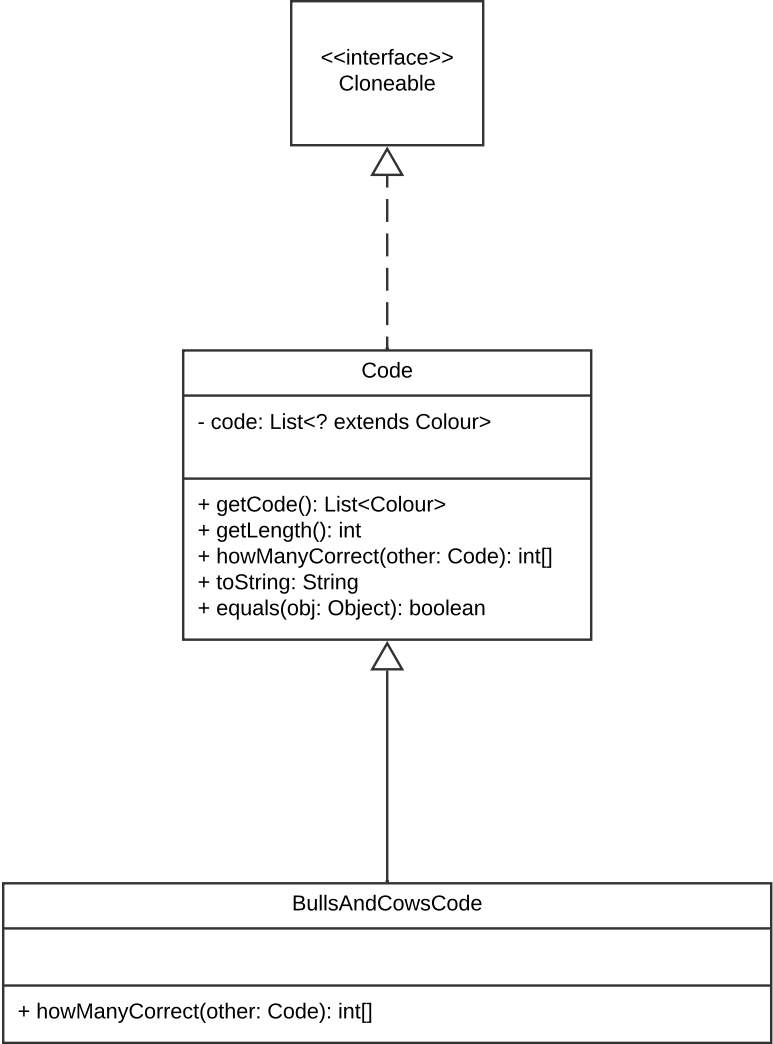 <<interface>>
Cloneable
Code
- code: List<? extends Colour>
+ getCode(): List<Colour>
+ getLength(): int
+ howManyCorrect(other: Code): int[]
+ toString: String
+ equals(obj: Object): boolean
BullsAndCowsCode
+ howManyCorrect(other: Code): int[]